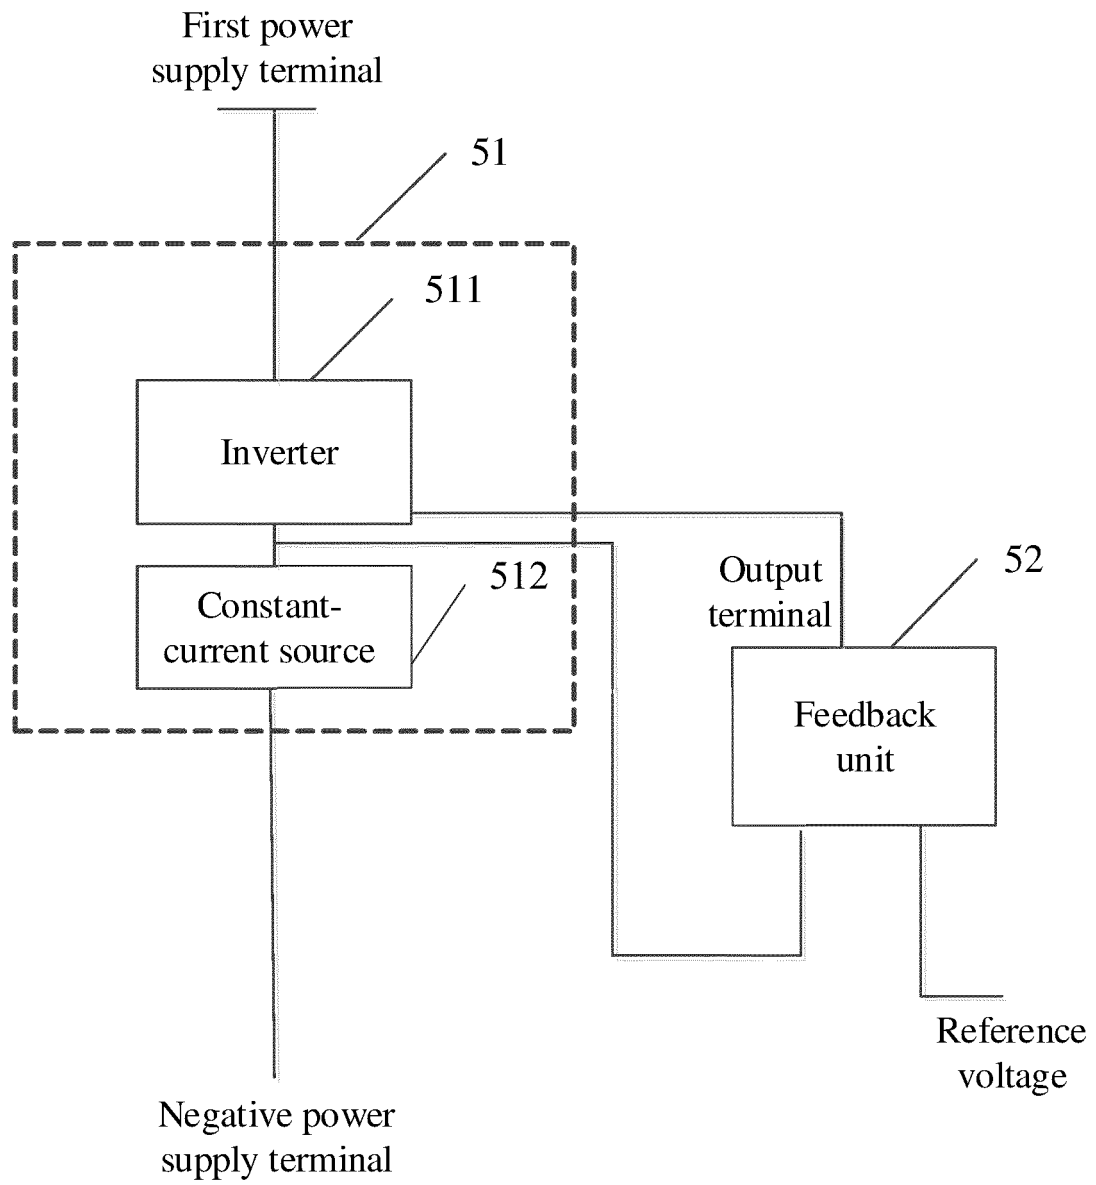 First power
supply terminal
51
511
Inverter
512
Constant-
current source
Output
terminal
52
Feedback
unit
Reference
voltage
Negative power
supply terminal